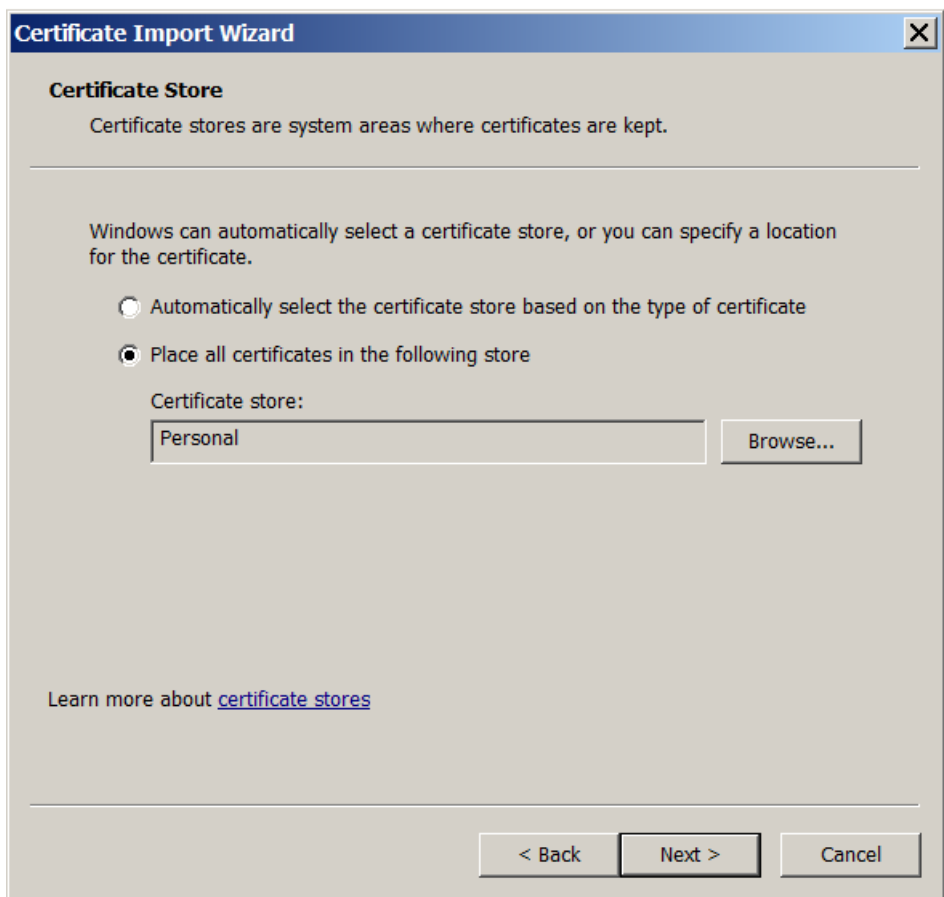 Certificate Import Wizard
Certificate Store
Certificate stores are system areas where certificates are kept.
Windows can automatically select a certificate store, or you can specify a location
for the certificate.
Automatically select the certificate store based on the type of certificate
Place all certificates in the following store
Certificate store:
Personal
Browse...
Learn more about certificate stores
< Back
Next >
Cancel